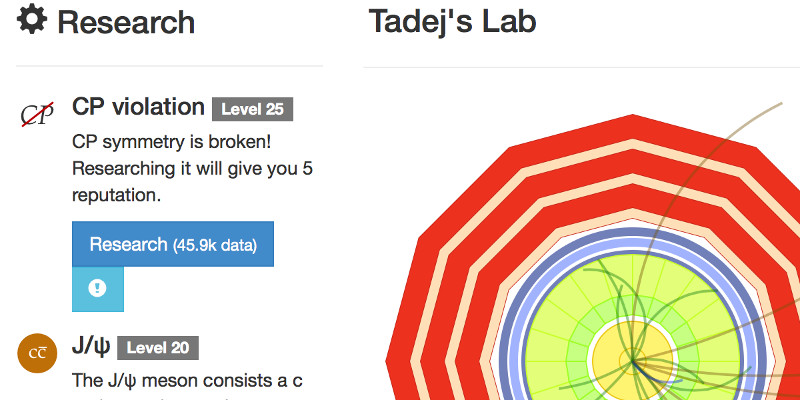 Research
Tadej's Lab
CP
CP violation Level 25
CP symmetry is broken!
Researching it will give you 5
reputation.
Research (45.9k data)
cc̅
J/ψ Level 20
The J/ψ meson consists a c